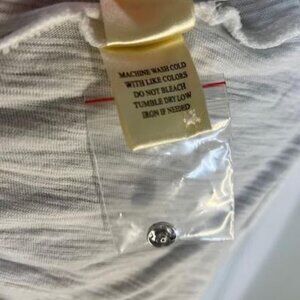 MACHINE WASH COLD
WITH LIKE COLORS
DO NOT BLEACH
TUMBLE DRY LOW
IRON IF NEEDED